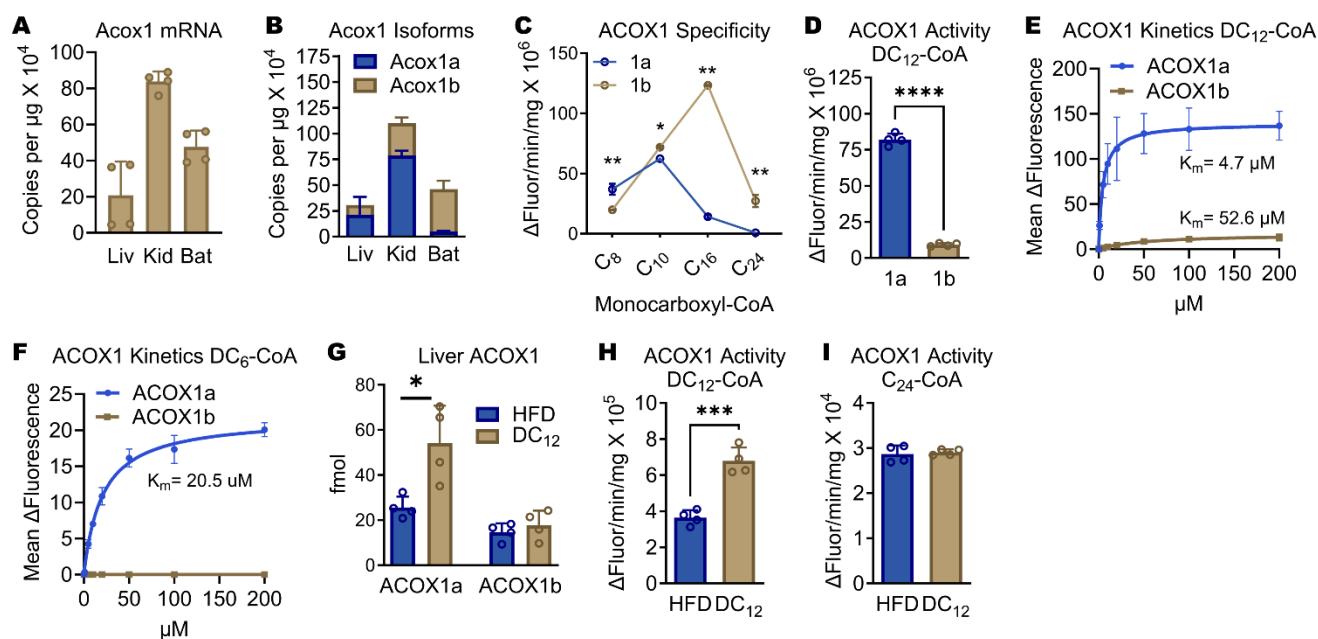 A Acox1 mRNA
Copies per µg X 10⁴
100
80
60
40
20
0
Liv Kid Bat
B Acox1 Isoforms
Copies per µg X 10⁴
175
150
125
100
75
50
25
0
Acox1a
Acox1b
Liv Kid Bat
C ACOX1 Specificity
ΔFluor/min/mg X 10⁶
150
100
50
0
1a
1b
**
*
**
**
C₈ C₁₀ C₁₆ C₂₄
Monocarboxyl-CoA
D ACOX1 Activity
DC₁₂-CoA
ΔFluor/min/mg X 10⁶
125
100
75
50
25
0
****
1a 1b
E ACOX1 Kinetics DC₁₂-CoA
Mean ΔFluorescence
200
150
100
50
0
ACOX1a
ACOX1b
Kₘ= 4.7 µM
Kₘ= 52.6 µM
0 50 100 150 200
µM
F ACOX1 Kinetics DC₆-CoA
Mean ΔFluorescence
25
20
15
10
5
0
ACOX1a
ACOX1b
Kₘ= 20.5 uM
0 50 100 150 200
µM
G Liver ACOX1
fmol
80
60
40
20
0
*
HFD
DC₁₂
ACOX1a ACOX1b
H ACOX1 Activity
DC₁₂-CoA
ΔFluor/min/mg X 10⁵
10
8
6
4
2
0
***
HFD DC₁₂
I ACOX1 Activity
C₂₄-CoA
ΔFluor/min/mg X 10⁴
4
3
2
1
0
HFD DC₁₂